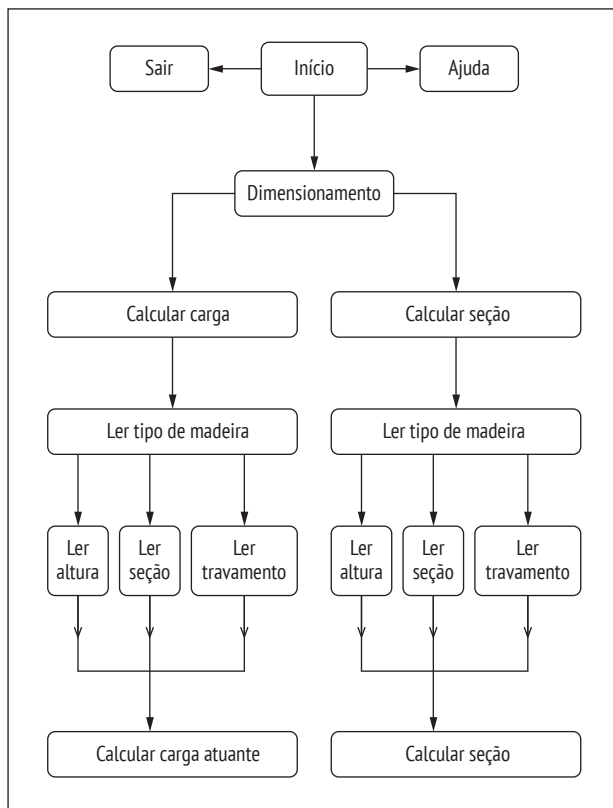 Sair
Início
Ajuda
Dimensionamento
Calcular carga
Calcular seção
Ler tipo de madeira
Ler tipo de madeira
Ler
altura
Ler
seção
Ler
travamento
Ler
altura
Ler
seção
Ler
travamento
Calcular carga atuante
Calcular seção